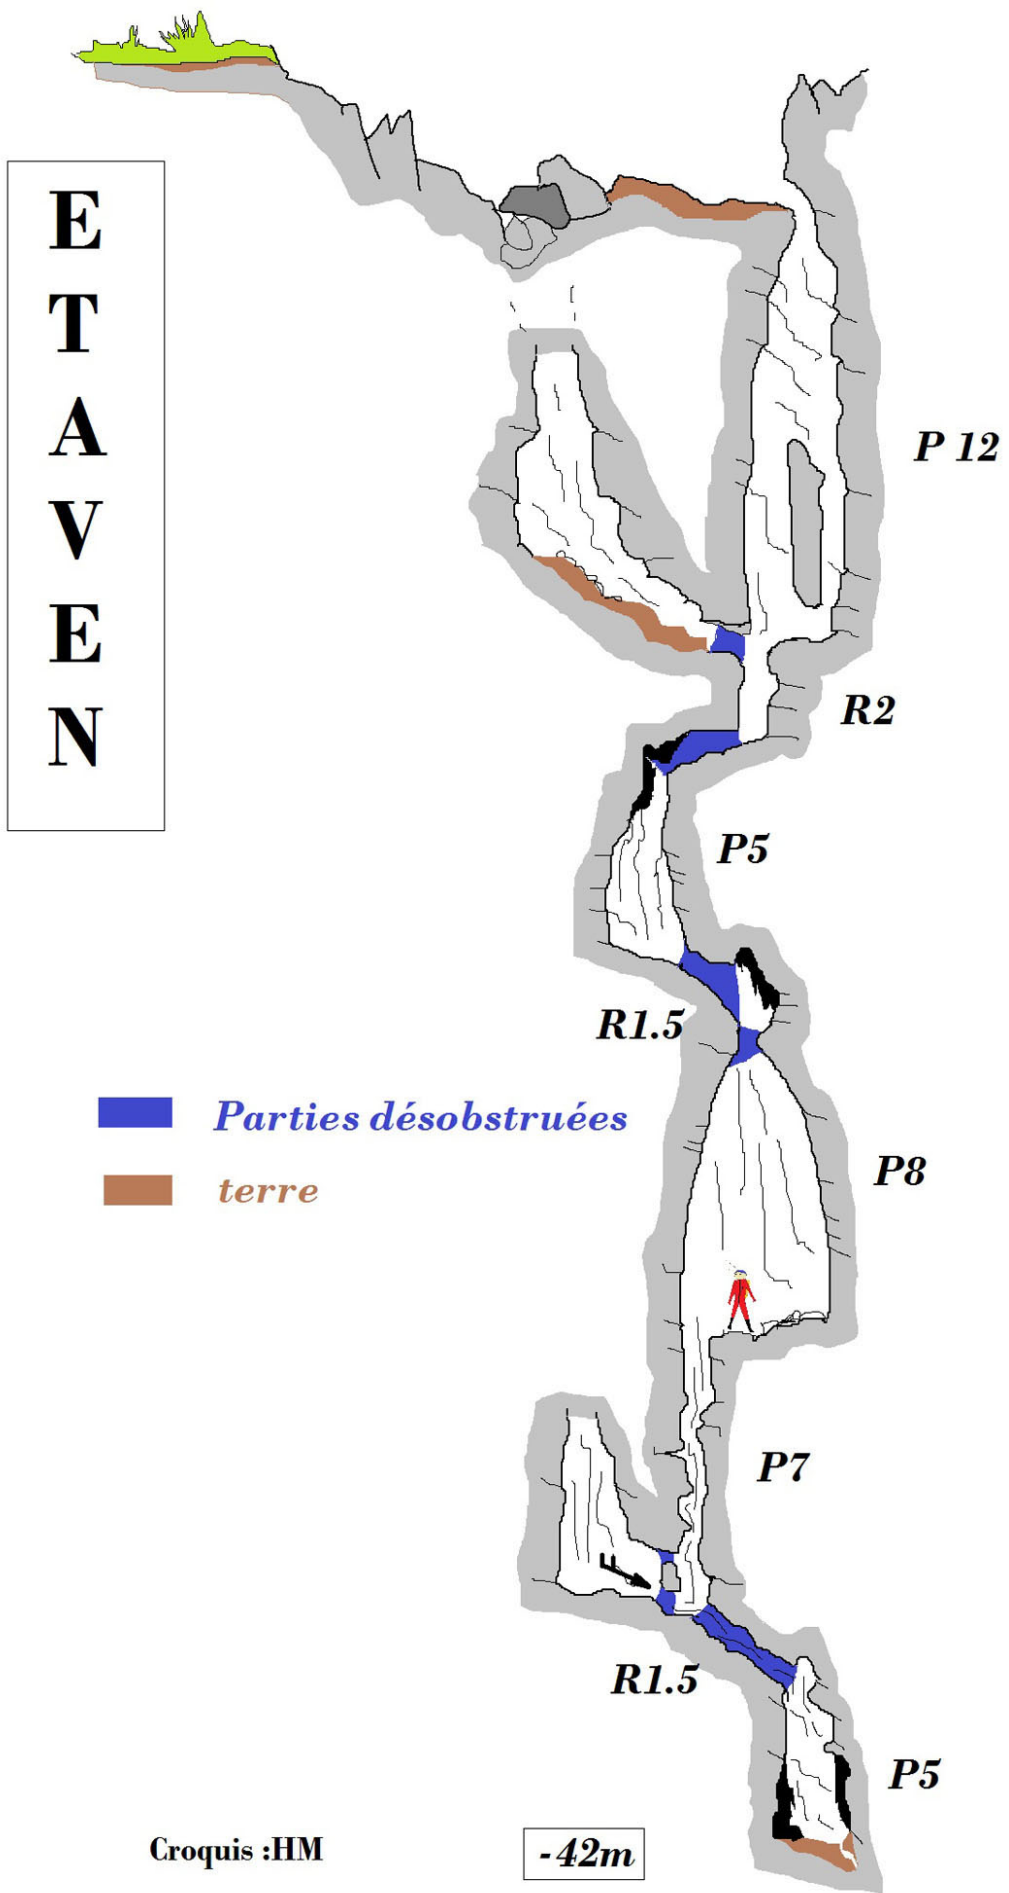 E
T
A
V
E
N
P 12
R2
P5
R1.5
Parties désobstruées
P8
terre
P7
R1.5
P5
Croquis :HM
-42m